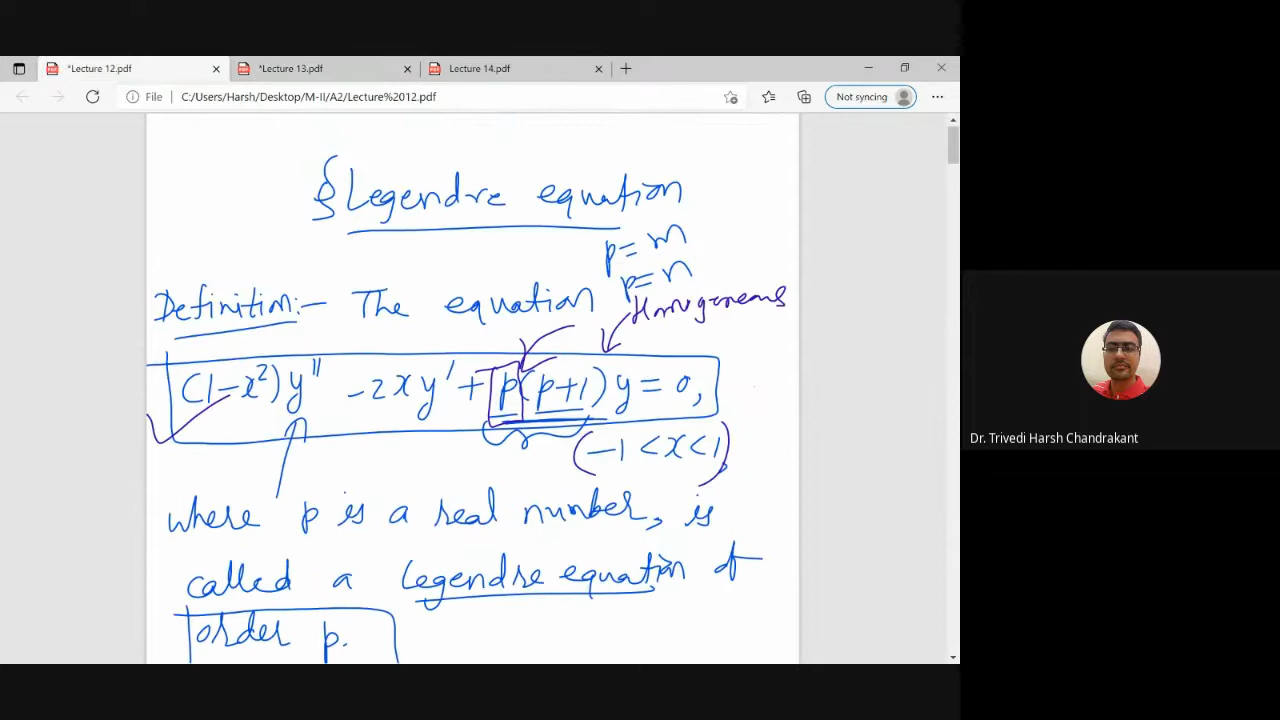 *Lecture 12.pdf
*Lecture 13.pdf
Lecture 14.pdf
File
C:/Users/Harsh/Desktop/M-II/A2/Lecture%2012.pdf
Not syncing
§ Legendre equation
p = m
p = n
Definition:- The equation
Homogeneous
(1-x²)y'' - 2xy' + p(p+1)y = 0,
(-1 < x < 1)
where p is a real number, is
called a Legendre equation of
order p.
Dr. Trivedi Harsh Chandrakant